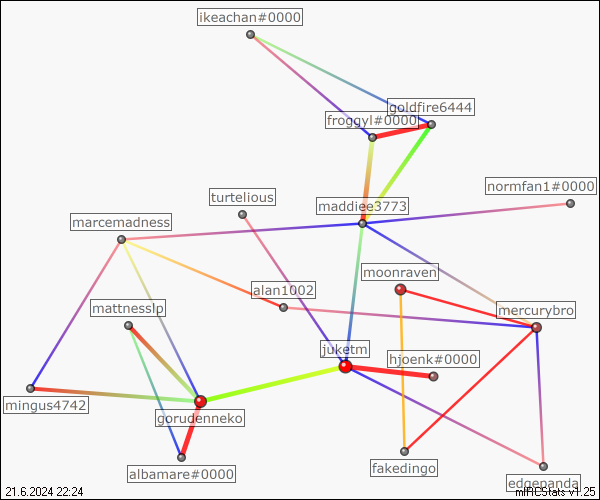 ikeachan#0000
goldfire6444
froggyl#0000
normfan1#0000
turtelious
maddiee3773
marcemadness
moonraven
alan1002
mattnesslp
mercurybro
juketm
hjoenk#0000
mingus4742
gorudenneko
fakedingo
albamare#0000
edgepanda
21.6.2024 22:24
mIRCStats v1.25